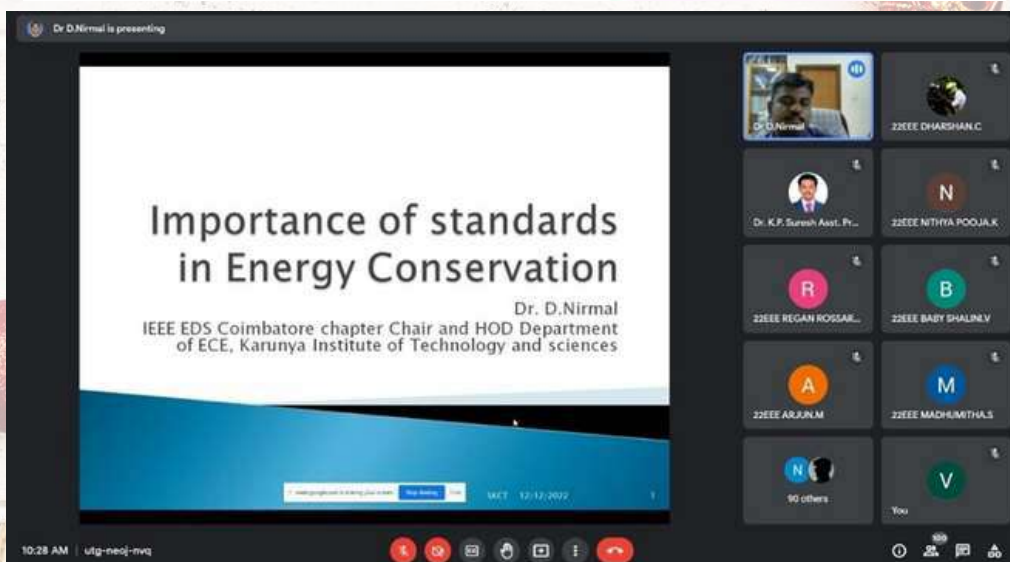 Dr D.Nirmal is presenting
Importance of standards
in Energy Conservation
Dr. D.Nirmal
IEEE EDS Coimbatore chapter Chair and HOD Department
of ECE, Karunya Institute of Technology and sciences
Stop sharing
Hide
SKCT 12/12/2022 1
Dr D.Nirmal
22EEE DHARSHAN.C
Dr. K.P. Suresh Asst. Pr...
N
22EEE NITHYA POOJA.K
R
22EEE REGAN ROSSAR...
B
22EEE BABY SHALINI.V
A
22EEE ARJUN.M
M
22EEE MADHUMITHA.S
N
90 others
V
You
10:28 AM | utg-neoj-nvq
100